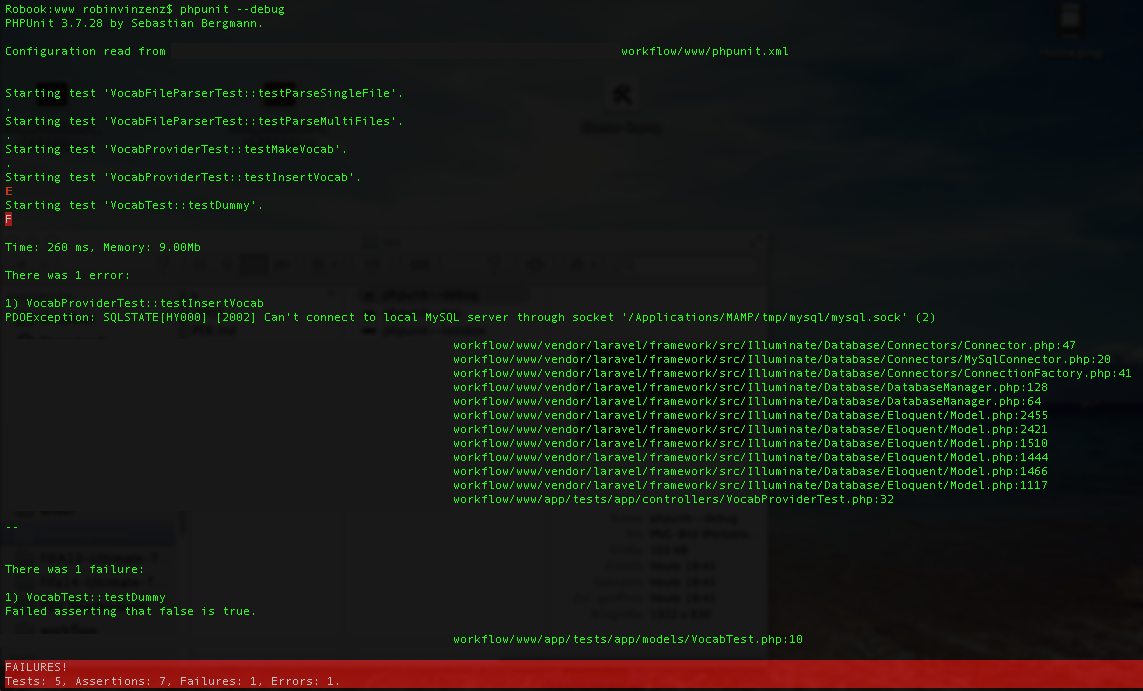 Robook:www robinvinzenz$ phpunit --debug
PHPUnit 3.7.28 by Sebastian Bergmann.
Configuration read from workflow/www/phpunit.xml
Starting test 'VocabFileParserTest::testParseSingleFile'.
.
Starting test 'VocabFileParserTest::testParseMultiFiles'.
.
Starting test 'VocabProviderTest::testMakeVocab'.
.
Starting test 'VocabProviderTest::testInsertVocab'.
E
Starting test 'VocabTest::testDummy'.
F
Time: 260 ms, Memory: 9.00Mb
There was 1 error:
1) VocabProviderTest::testInsertVocab
PDOException: SQLSTATE[HY000] [2002] Can't connect to local MySQL server through socket '/Applications/MAMP/tmp/mysql/mysql.sock' (2)
workflow/www/vendor/laravel/framework/src/Illuminate/Database/Connectors/Connector.php:47
workflow/www/vendor/laravel/framework/src/Illuminate/Database/Connectors/MySqlConnector.php:20
workflow/www/vendor/laravel/framework/src/Illuminate/Database/Connectors/ConnectionFactory.php:41
workflow/www/vendor/laravel/framework/src/Illuminate/Database/DatabaseManager.php:128
workflow/www/vendor/laravel/framework/src/Illuminate/Database/DatabaseManager.php:64
workflow/www/vendor/laravel/framework/src/Illuminate/Database/Eloquent/Model.php:2455
workflow/www/vendor/laravel/framework/src/Illuminate/Database/Eloquent/Model.php:2421
workflow/www/vendor/laravel/framework/src/Illuminate/Database/Eloquent/Model.php:1510
workflow/www/vendor/laravel/framework/src/Illuminate/Database/Eloquent/Model.php:1444
workflow/www/vendor/laravel/framework/src/Illuminate/Database/Eloquent/Model.php:1466
workflow/www/vendor/laravel/framework/src/Illuminate/Database/Eloquent/Model.php:1117
workflow/www/app/tests/app/controllers/VocabProviderTest.php:32
--
There was 1 failure:
1) VocabTest::testDummy
Failed asserting that false is true.
workflow/www/app/tests/app/models/VocabTest.php:10
FAILURES!
Tests: 5, Assertions: 7, Failures: 1, Errors: 1.